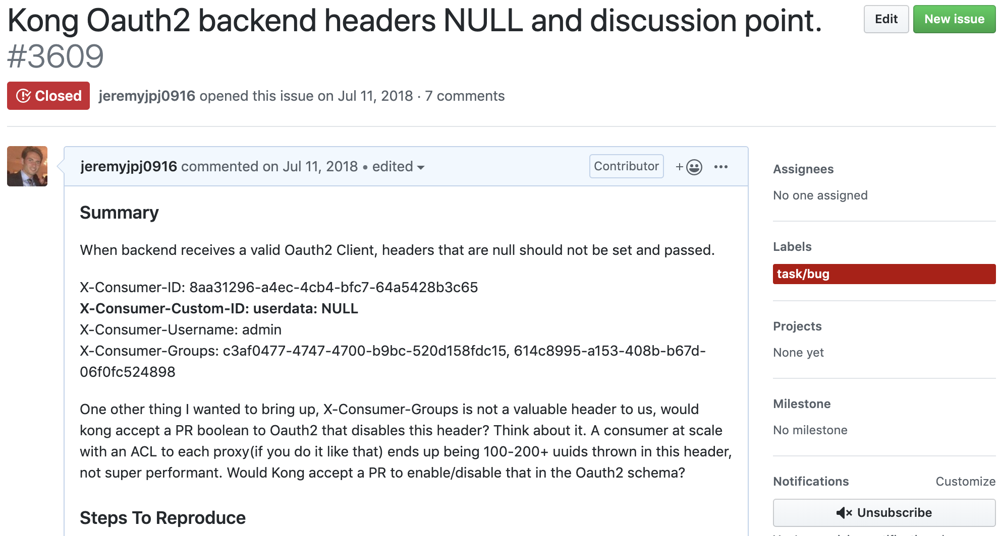 Kong Oauth2 backend headers NULL and discussion point.
#3609
Edit
New issue
Closed
jeremyjpj0916 opened this issue on Jul 11, 2018 · 7 comments
jeremyjpj0916 commented on Jul 11, 2018 • edited
Contributor
Summary
When backend receives a valid Oauth2 Client, headers that are null should not be set and passed.
X-Consumer-ID: 8aa31296-a4ec-4cb4-bfc7-64a5428b3c65
X-Consumer-Custom-ID: userdata: NULL
X-Consumer-Username: admin
X-Consumer-Groups: c3af0477-4747-4700-b9bc-520d158fdc15, 614c8995-a153-408b-b67d-
06f0fc524898
One other thing I wanted to bring up, X-Consumer-Groups is not a valuable header to us, would
kong accept a PR boolean to Oauth2 that disables this header? Think about it. A consumer at scale
with an ACL to each proxy(if you do it like that) ends up being 100-200+ uuids thrown in this header,
not super performant. Would Kong accept a PR to enable/disable that in the Oauth2 schema?
Steps To Reproduce
Assignees
No one assigned
Labels
task/bug
Projects
None yet
Milestone
No milestone
Notifications
Customize
Unsubscribe